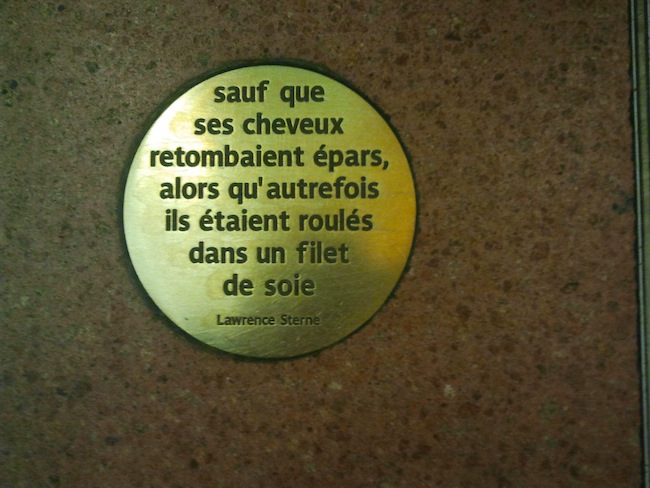 sauf que
ses cheveux
retombaient épars,
alors qu'autrefois
ils étaient roulés
dans un filet
de soie
Lawrence Sterne